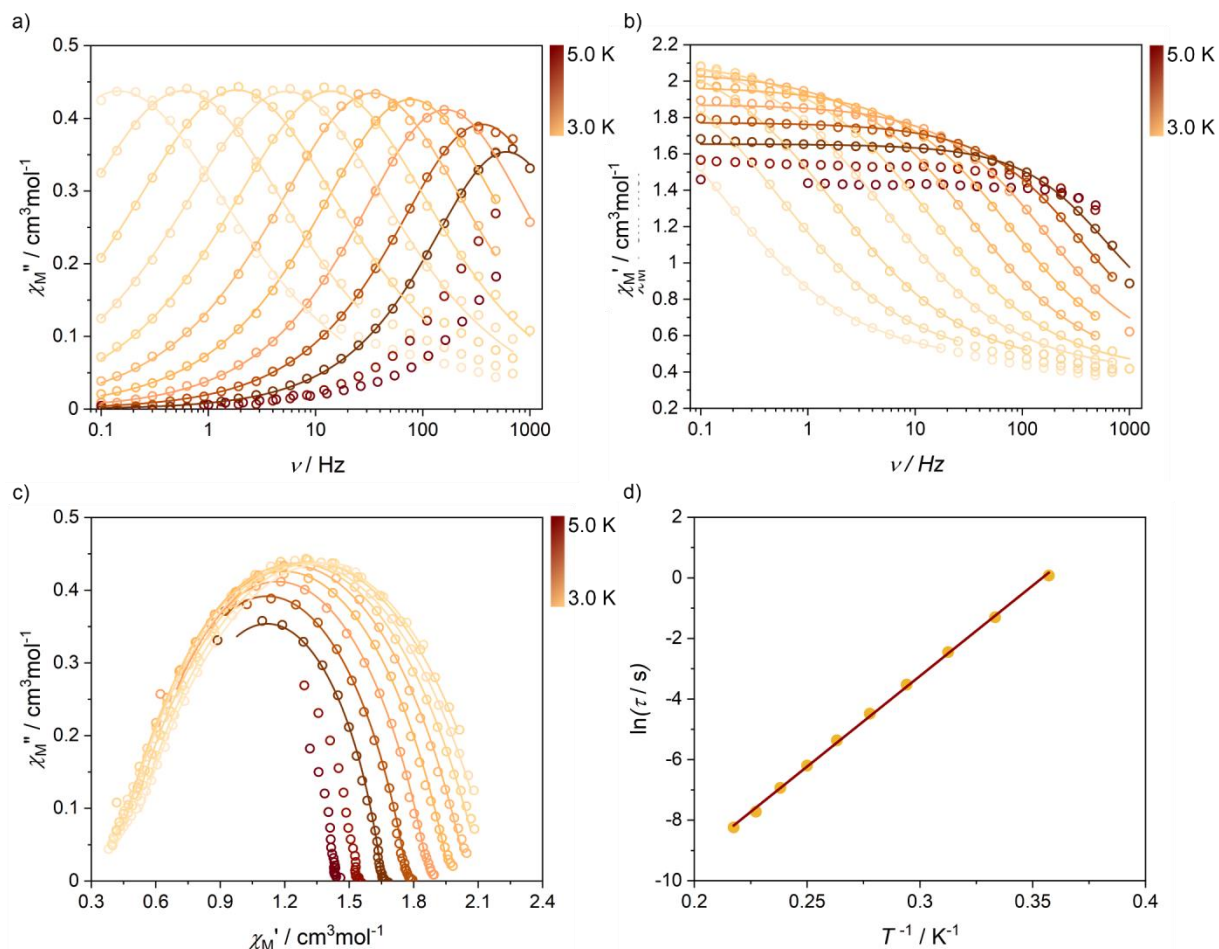 a)
0.5
0.4
0.3
0.2
0.1
0
χM'' / cm³mol⁻¹
0.1 1 10 100 1000
ν / Hz
5.0 K
3.0 K
b)
2.2
2.0
1.8
1.6
1.4
1.2
1.0
0.8
0.6
0.4
0.2
χM' / cm³mol⁻¹
0.1 1 10 100 1000
ν / Hz
5.0 K
3.0 K
c)
0.5
0.4
0.3
0.2
0.1
0
χM'' / cm³mol⁻¹
0.3 0.6 0.9 1.2 1.5 1.8 2.1 2.4
χM' / cm³mol⁻¹
5.0 K
3.0 K
d)
2
0
-2
-4
-6
-8
-10
ln(τ / s)
0.2 0.25 0.3 0.35 0.4
T⁻¹ / K⁻¹